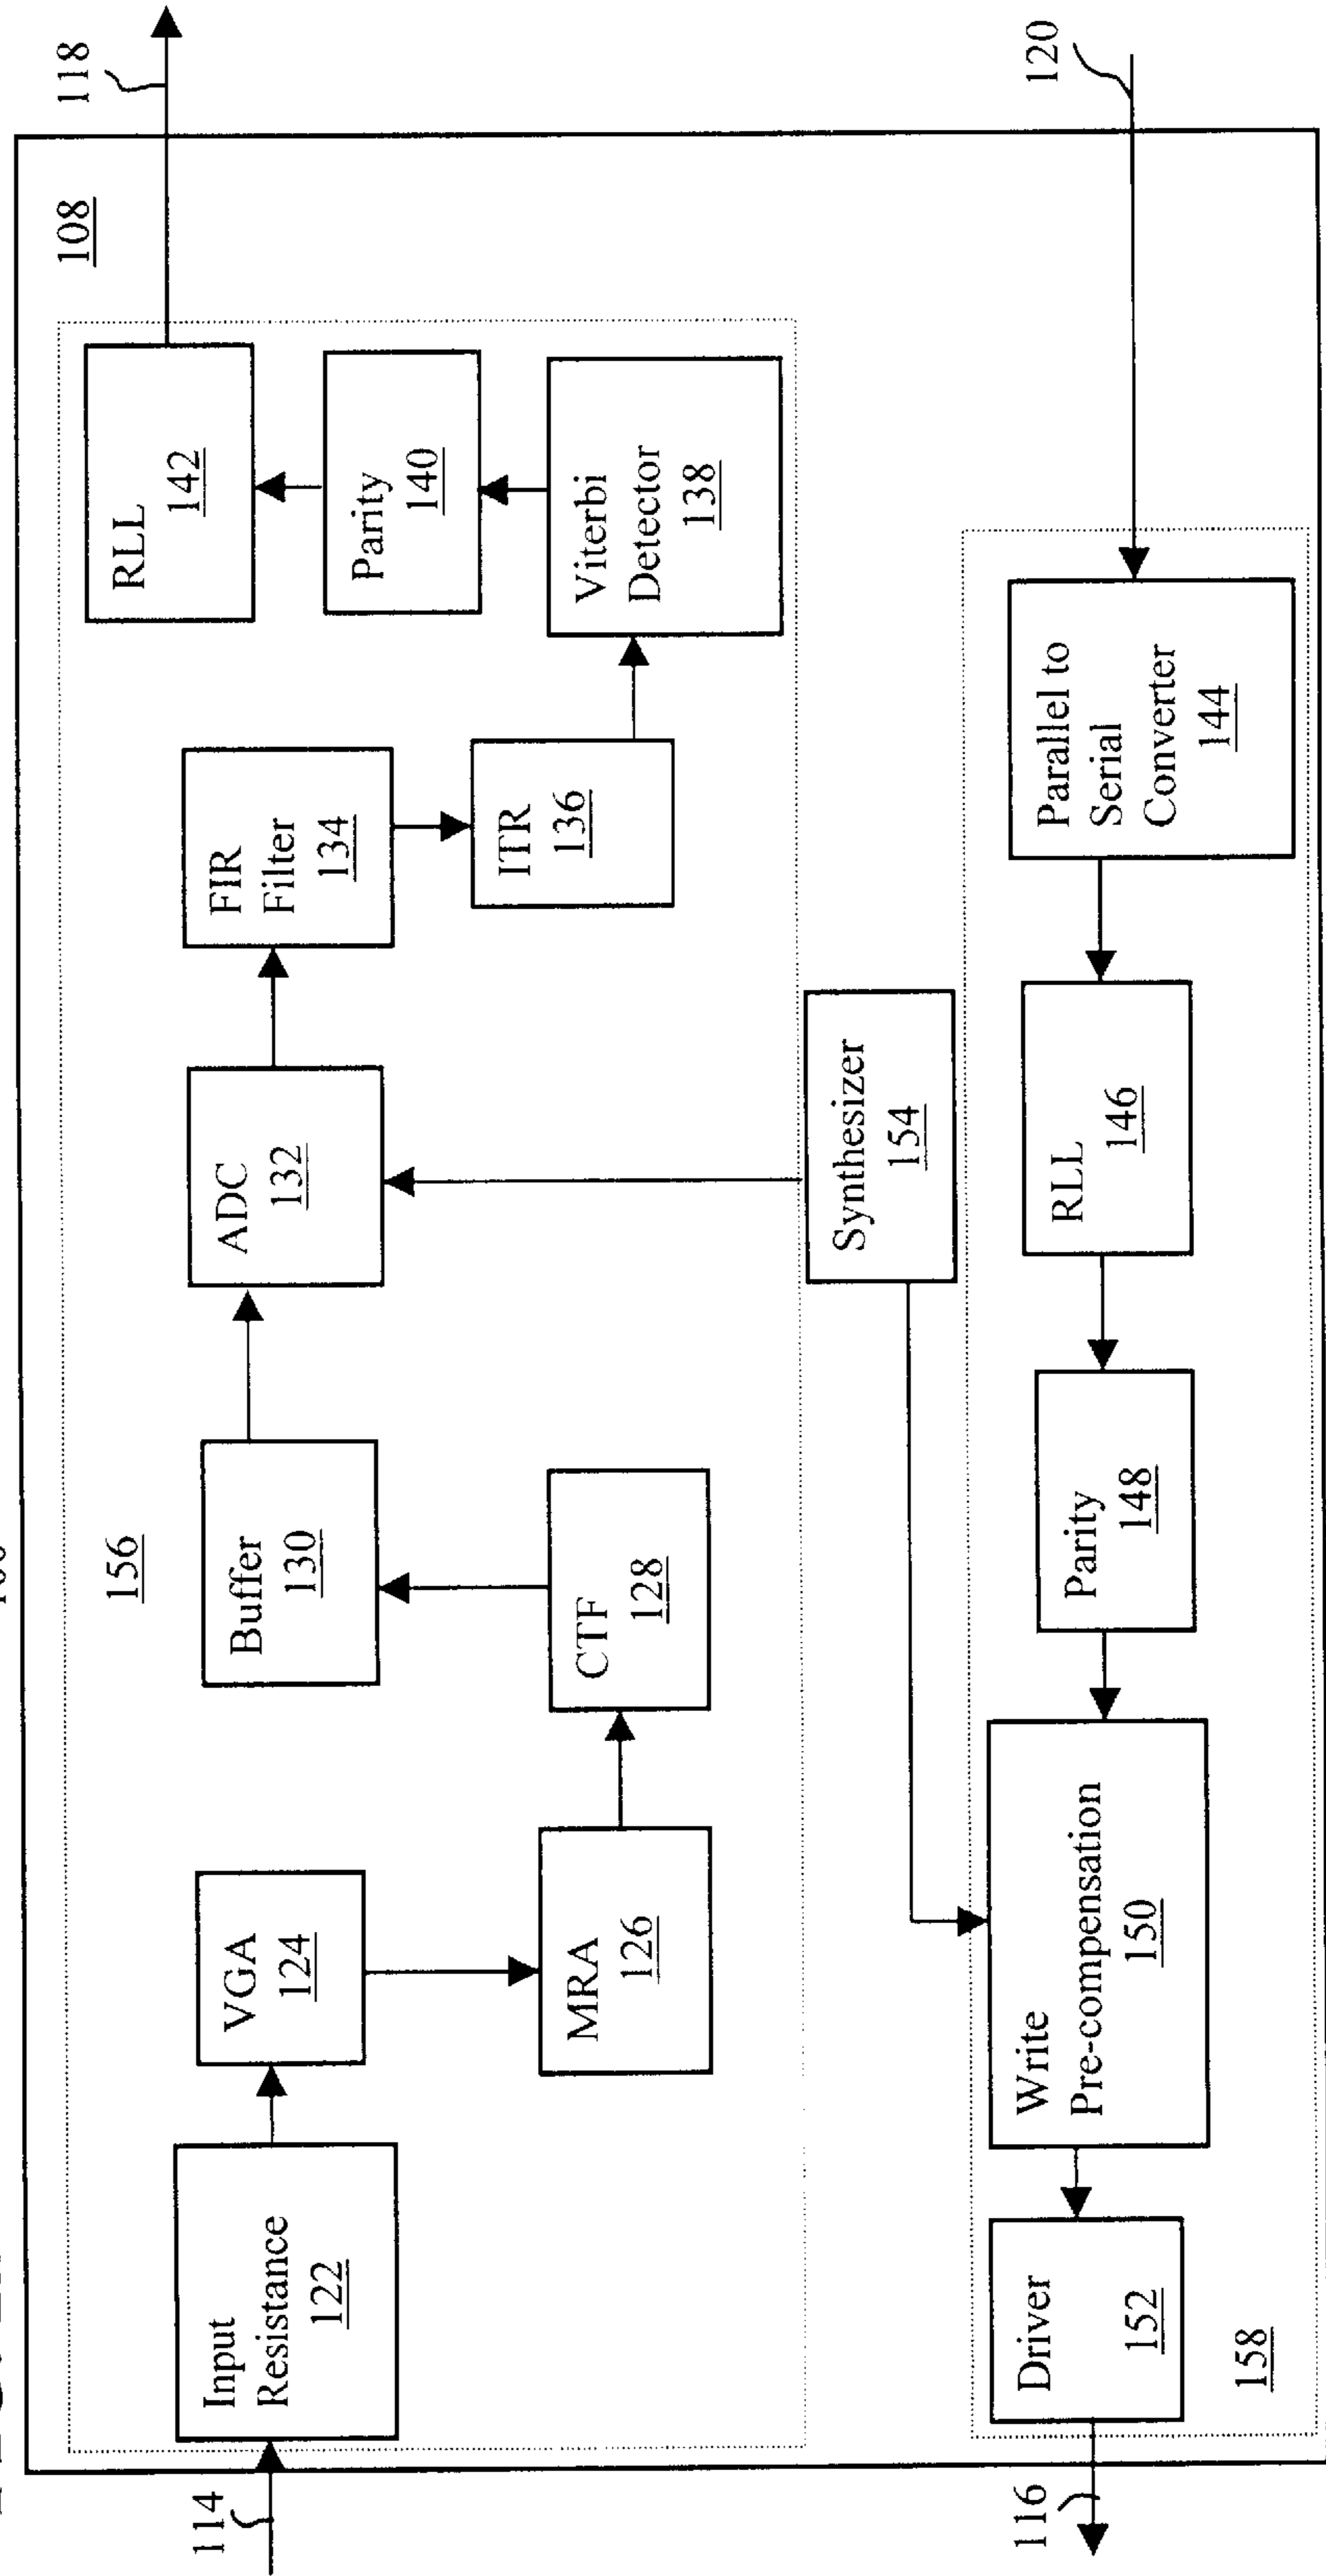 108
118
120
114
116
156
Input
Resistance
122
VGA
124
MRA
126
CTF
128
Buffer
130
ADC
132
FIR
Filter
134
ITR
136
Viterbi
Detector
138
Parity
140
RLL
142
Synthesizer
154
Driver
152
Write
Pre-compensation
150
Parity
148
RLL
146
Parallel to
Serial
Converter
144
158